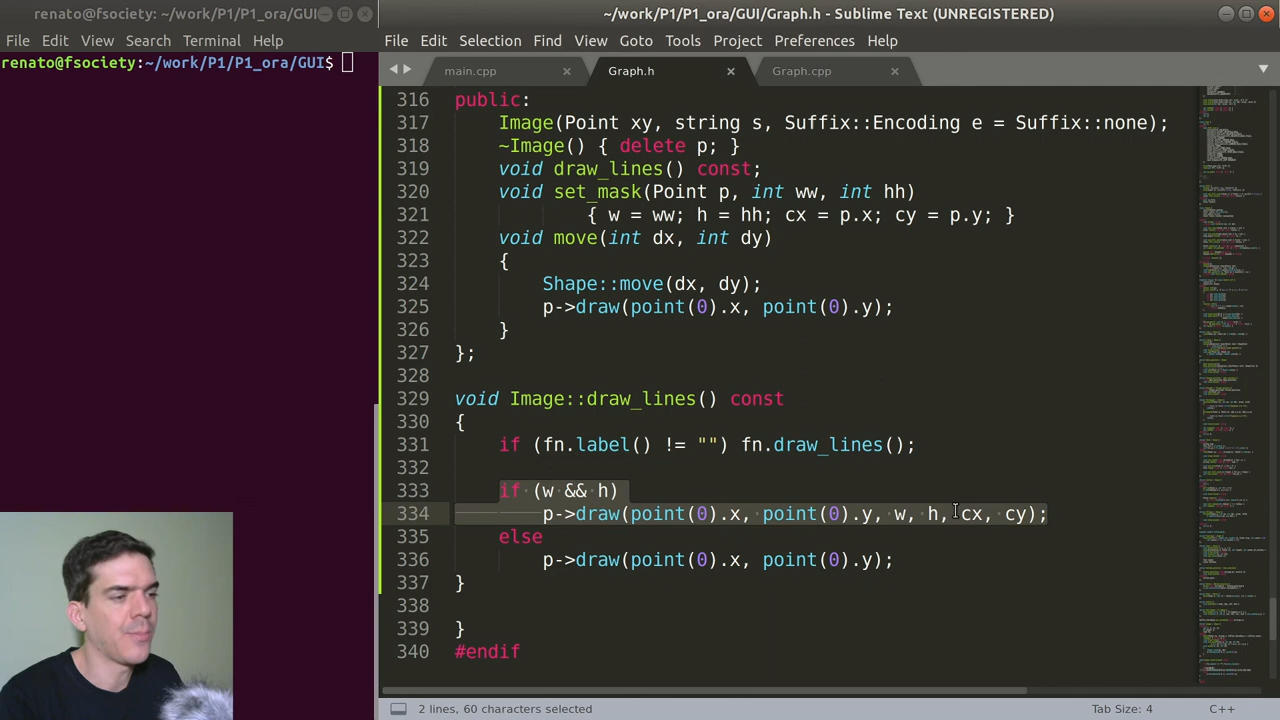 renato@fsociety: ~/work/P1/P1_ora/GUI
File Edit View Search Terminal Help
renato@fsociety:~/work/P1/P1_ora/GUI$
~/work/P1/P1_ora/GUI/Graph.h - Sublime Text (UNREGISTERED)
File Edit Selection Find View Goto Tools Project Preferences Help
main.cpp Graph.h Graph.cpp
316 public:
317 Image(Point xy, string s, Suffix::Encoding e = Suffix::none);
318 ~Image() { delete p; }
319 void draw_lines() const;
320 void set_mask(Point p, int ww, int hh)
321 { w = ww; h = hh; cx = p.x; cy = p.y; }
322 void move(int dx, int dy)
323 {
324 Shape::move(dx, dy);
325 p->draw(point(0).x, point(0).y);
326 }
327 };
328
329 void Image::draw_lines() const
330 {
331 if (fn.label() != "") fn.draw_lines();
332
333 if (w && h)
334 p->draw(point(0).x, point(0).y, w, h, cx, cy);
335 else
336 p->draw(point(0).x, point(0).y);
337 }
338
339 }
340 #endif
2 lines, 60 characters selected Tab Size: 4 C++